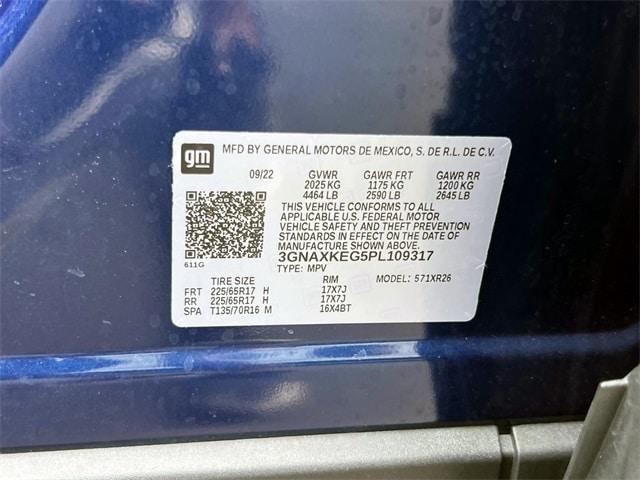 gm
MFD BY GENERAL MOTORS DE MEXICO, S. DE R.L. DE C.V.
09/22 GVWR GAWR FRT GAWR RR
2025 KG 1175 KG 1200 KG
4464 LB 2590 LB 2645 LB
THIS VEHICLE CONFORMS TO ALL
APPLICABLE U.S. FEDERAL MOTOR
VEHICLE SAFETY AND THEFT PREVENTION
STANDARDS IN EFFECT ON THE DATE OF
MANUFACTURE SHOWN ABOVE.
3GNAXKEG5PL109317
611G
TYPE: MPV MODEL: 571XR26
TIRE SIZE RIM
FRT 225/65R17 H 17X7J
RR 225/65R17 H 17X7J
SPA T135/70R16 M 16X4BT